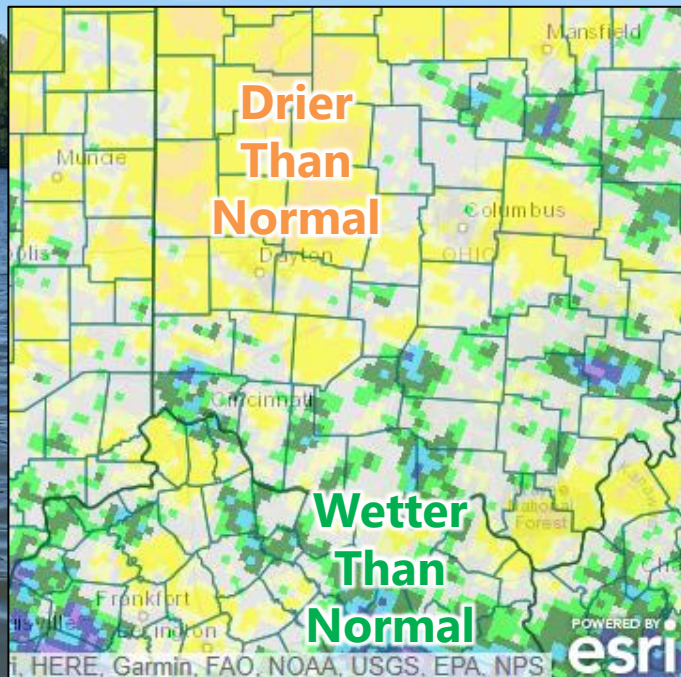 Mansfield
Drier
Than
Normal
Muncie
Columbus
OHIO
Dayton
Cincinnati
Wetter
Than
Normal
National
Forest
Frankfort
POWERED BY
esri
HERE, Garmin, FAO, NOAA, USGS, EPA, NPS